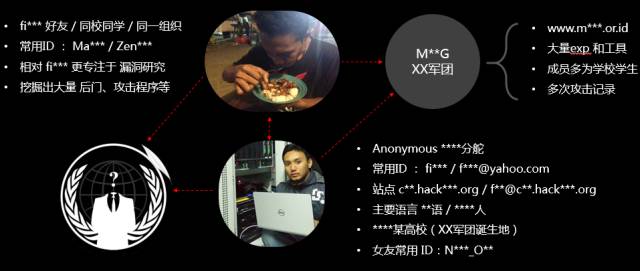 fi*** 好友 / 同校同学 / 同一组织
常用ID : Ma*** / Zen***
相对 fi*** 更专注于 漏洞研究
挖掘出大量 后门、攻击程序等
M**G
XX军团
www.m***.or.id
大量exp 和工具
成员多为学校学生
多次攻击记录
?
Anonymous ****分舵
常用ID : fi*** / f***@yahoo.com
站点 c**.hack***.org / f**@c**.hack***.org
主要语言 **语 / ****人
****某高校 ( XX军团诞生地 )
女友常用 ID : N***_O**